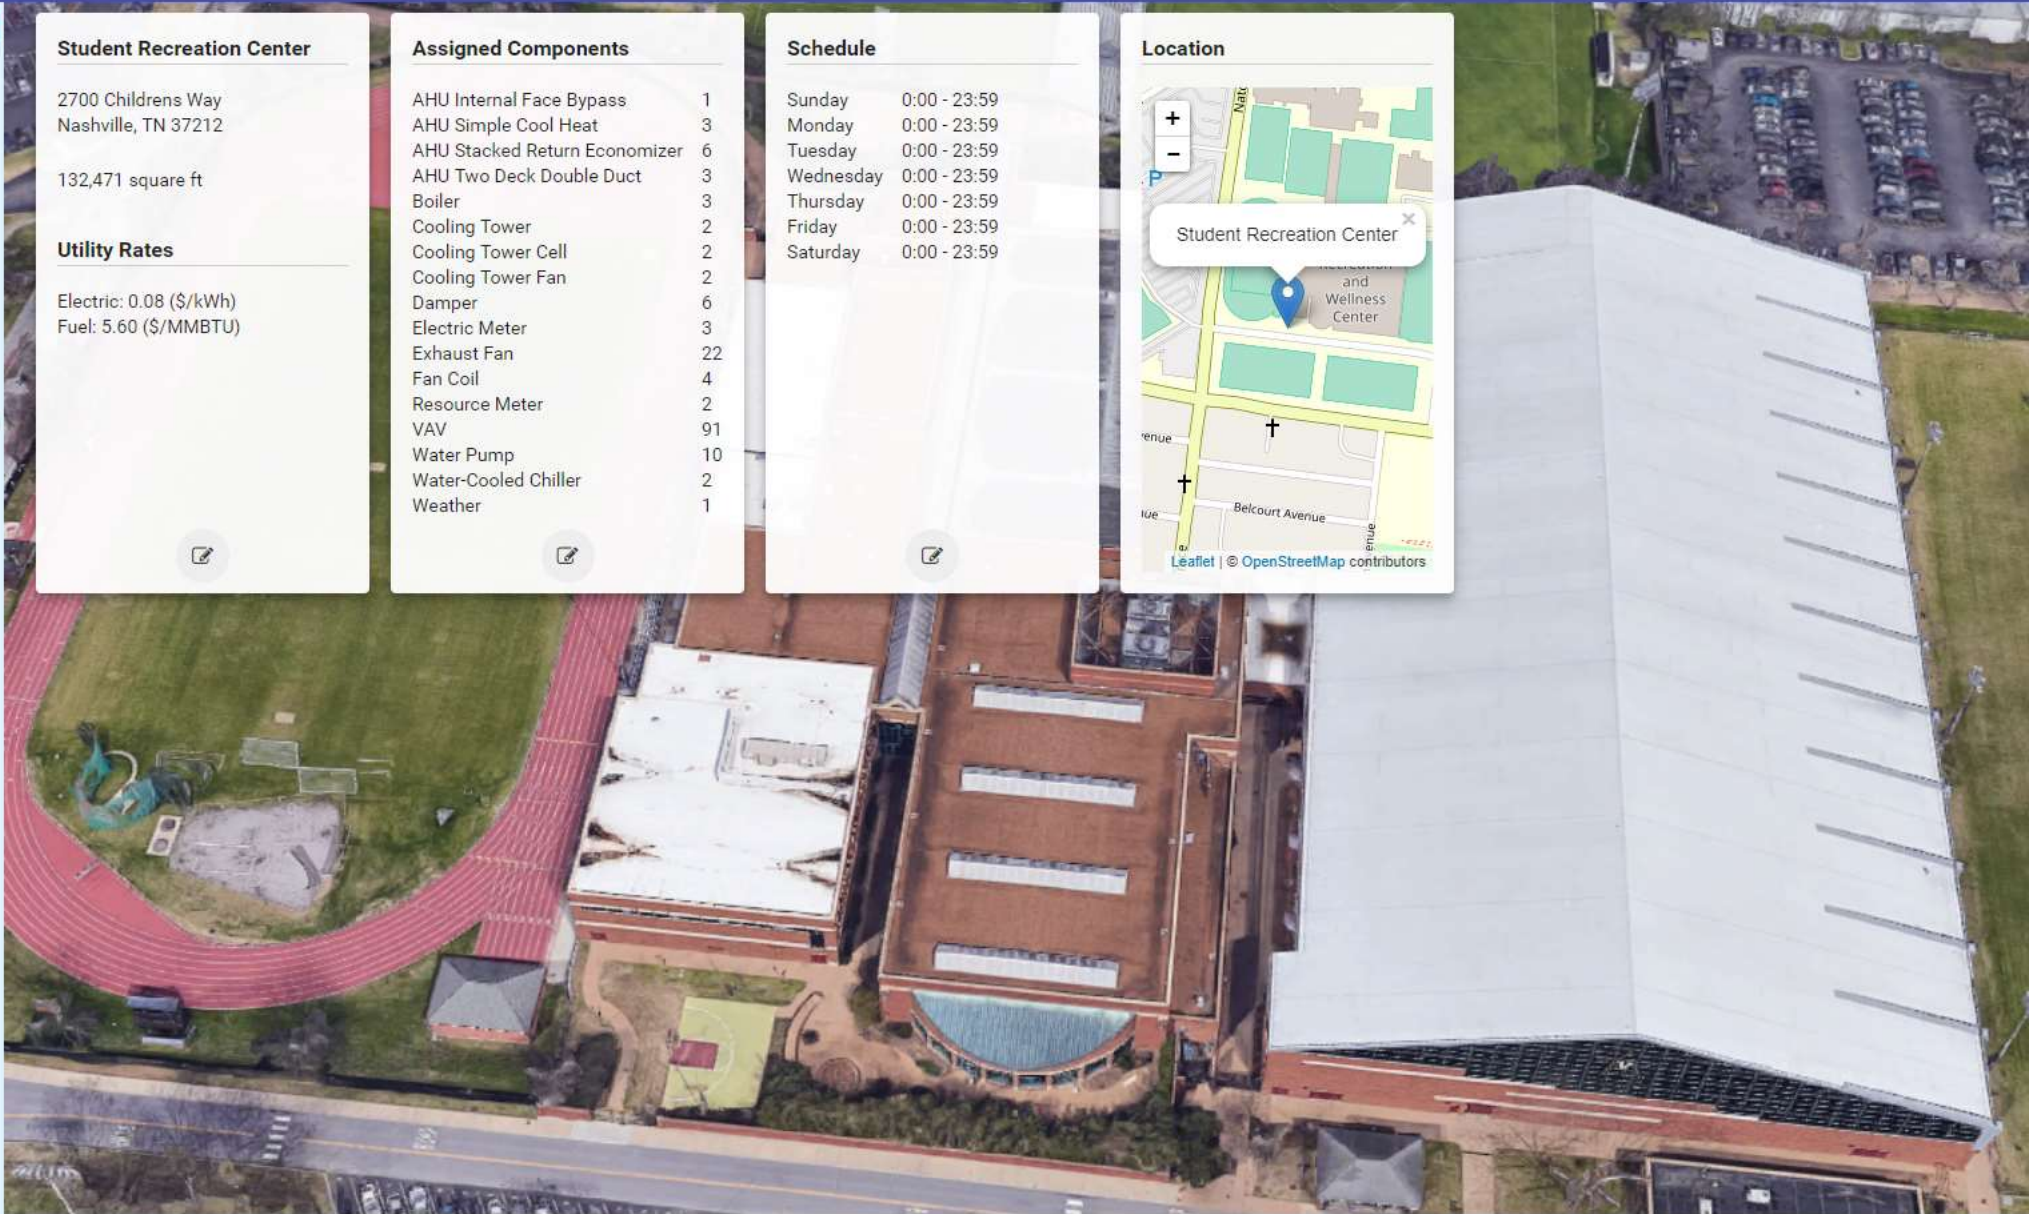 Student Recreation Center
2700 Childrens Way
Nashville, TN 37212
132,471 square ft
Utility Rates
Electric: 0.08 ($/kWh)
Fuel: 5.60 ($/MMBTU)
Assigned Components
AHU Internal Face Bypass 1
AHU Simple Cool Heat 3
AHU Stacked Return Economizer 6
AHU Two Deck Double Duct 3
Boiler 3
Cooling Tower 2
Cooling Tower Cell 2
Cooling Tower Fan 2
Damper 6
Electric Meter 3
Exhaust Fan 22
Fan Coil 4
Resource Meter 2
VAV 91
Water Pump 10
Water-Cooled Chiller 2
Weather 1
Schedule
Sunday 0:00 - 23:59
Monday 0:00 - 23:59
Tuesday 0:00 - 23:59
Wednesday 0:00 - 23:59
Thursday 0:00 - 23:59
Friday 0:00 - 23:59
Saturday 0:00 - 23:59
Location
+
−
P
Student Recreation Center ×
and
Wellness
Center
Belcourt Avenue
Leaflet | © OpenStreetMap contributors